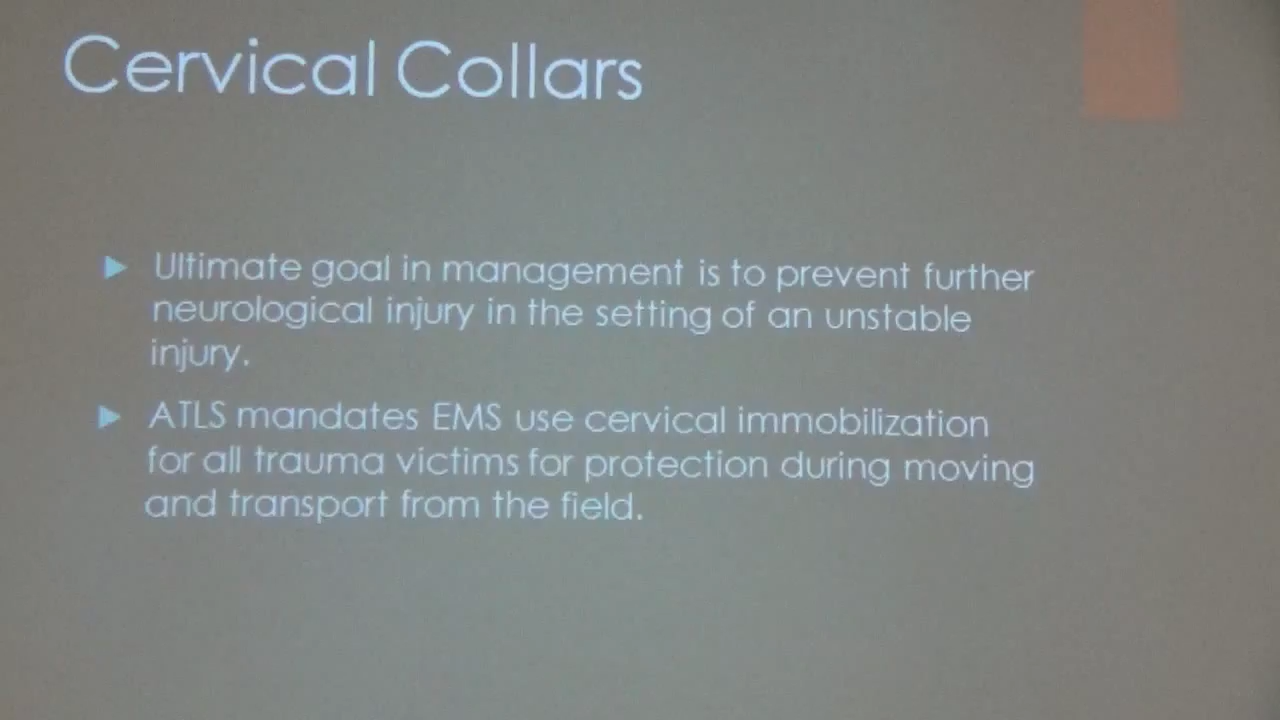 Cervical Collars
Ultimate goal in management is to prevent further
neurological injury in the setting of an unstable
injury.
ATLS mandates EMS use cervical immobilization
for all trauma victims for protection during moving
and transport from the field.